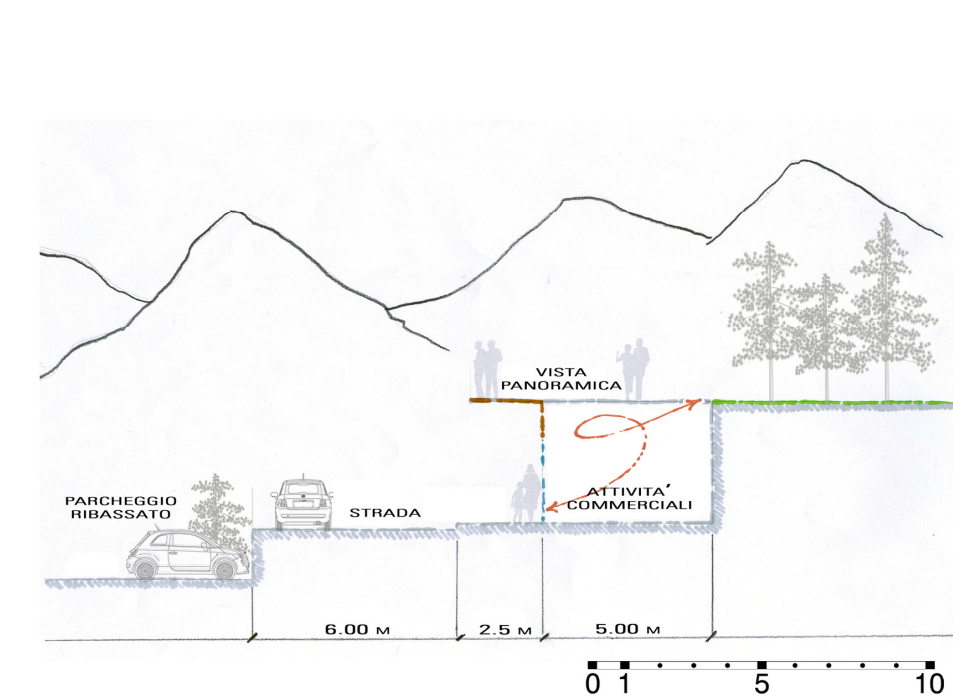 VISTA
PANORAMICA
PARCHEGGIO
RIBASSATO
STRADA
ATTIVITA'
COMMERCIALI
6.00 M
2.5 M
5.00 M
0 1 5 10